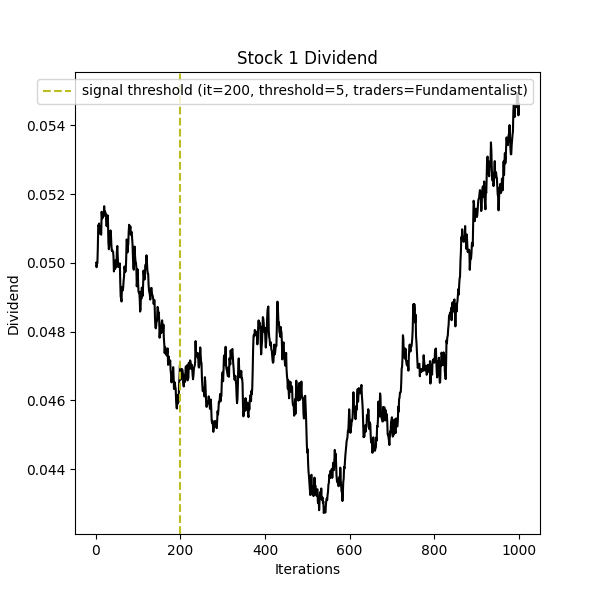 Stock 1 Dividend
signal threshold (it=200, threshold=5, traders=Fundamentalist)
0.054
0.052
0.050
0.048
0.046
0.044
Dividend
0 200 400 600 800 1000
Iterations